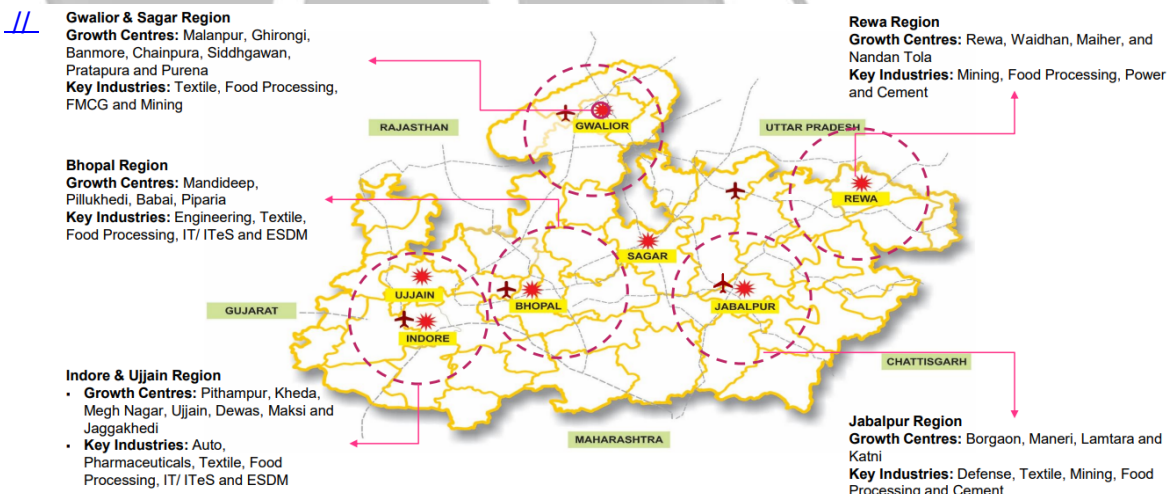 //
Gwalior & Sagar Region
Growth Centres: Malanpur, Ghirongi,
Banmore, Chainpura, Siddhgawan,
Pratapura and Purena
Key Industries: Textile, Food Processing,
FMCG and Mining
Rewa Region
Growth Centres: Rewa, Waidhan, Maiher, and
Nandan Tola
Key Industries: Mining, Food Processing, Power
and Cement
RAJASTHAN
GWALIOR
UTTAR PRADESH
Bhopal Region
Growth Centres: Mandideep,
Pillukhedi, Babai, Piparia
Key Industries: Engineering, Textile,
Food Processing, IT/ ITeS and ESDM
REWA
SAGAR
UJJAIN
BHOPAL
JABALPUR
GUJARAT
INDORE
CHATTISGARH
MAHARASHTRA
Indore & Ujjain Region
▪ Growth Centres: Pithampur, Kheda,
Megh Nagar, Ujjain, Dewas, Maksi and
Jaggakhedi
▪ Key Industries: Auto,
Pharmaceuticals, Textile, Food
Processing, IT/ ITeS and ESDM
Jabalpur Region
Growth Centres: Borgaon, Maneri, Lamtara and
Katni
Key Industries: Defense, Textile, Mining, Food
Processing and Cement